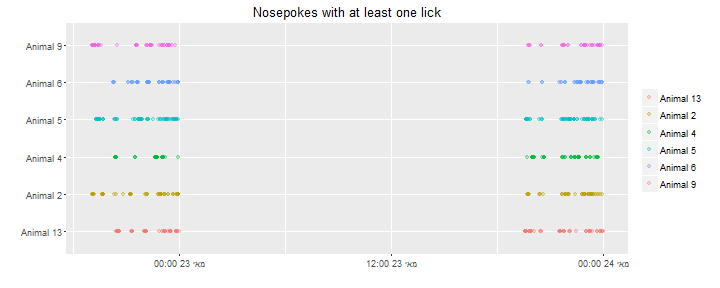 Nosepokes with at least one lick
Animal 9
Animal 6
Animal 5
Animal 4
Animal 2
Animal 13
00:00 23 מאי
12:00 23 מאי
00:00 24 מאי
Animal 13
Animal 2
Animal 4
Animal 5
Animal 6
Animal 9